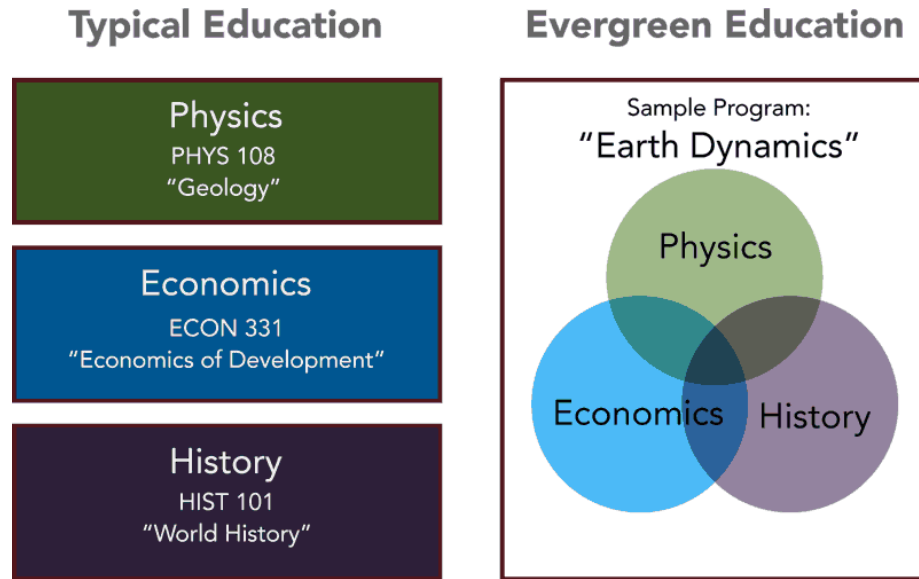 Typical Education
Physics
PHYS 108
“Geology”
Economics
ECON 331
“Economics of Development”
History
HIST 101
“World History”
Evergreen Education
Sample Program:
“Earth Dynamics”
Physics
Economics
History